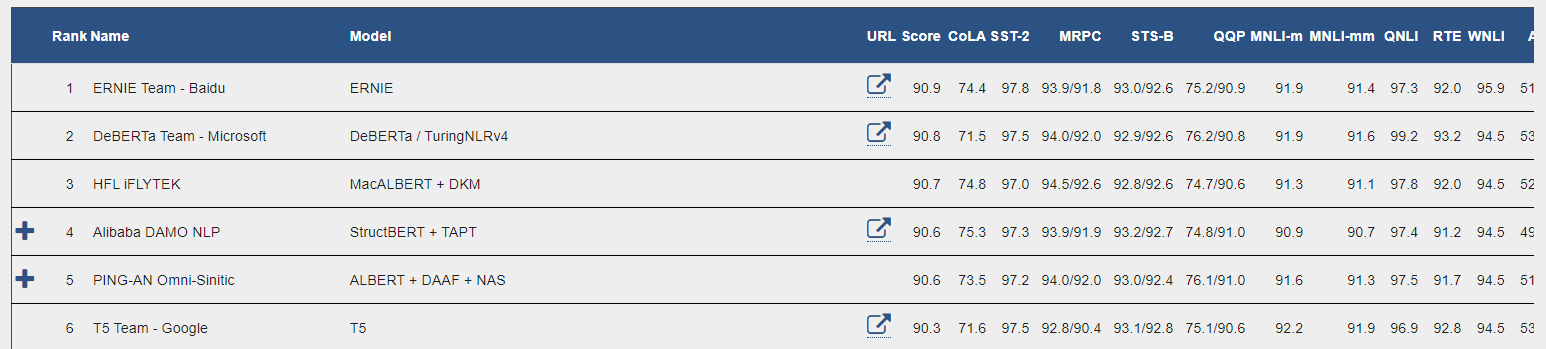 Rank Name Model URL Score CoLA SST-2 MRPC STS-B QQP MNLI-m MNLI-mm QNLI RTE WNLI A
1 ERNIE Team - Baidu ERNIE 90.9 74.4 97.8 93.9/91.8 93.0/92.6 75.2/90.9 91.9 91.4 97.3 92.0 95.9 51
2 DeBERTa Team - Microsoft DeBERTa / TuringNLRv4 90.8 71.5 97.5 94.0/92.0 92.9/92.6 76.2/90.8 91.9 91.6 99.2 93.2 94.5 53
3 HFL iFLYTEK MacALBERT + DKM 90.7 74.8 97.0 94.5/92.6 92.8/92.6 74.7/90.6 91.3 91.1 97.8 92.0 94.5 52
4 Alibaba DAMO NLP StructBERT + TAPT 90.6 75.3 97.3 93.9/91.9 93.2/92.7 74.8/91.0 90.9 90.7 97.4 91.2 94.5 49
5 PING-AN Omni-Sinitic ALBERT + DAAF + NAS 90.6 73.5 97.2 94.0/92.0 93.0/92.4 76.1/91.0 91.6 91.3 97.5 91.7 94.5 51
6 T5 Team - Google T5 90.3 71.6 97.5 92.8/90.4 93.1/92.8 75.1/90.6 92.2 91.9 96.9 92.8 94.5 53